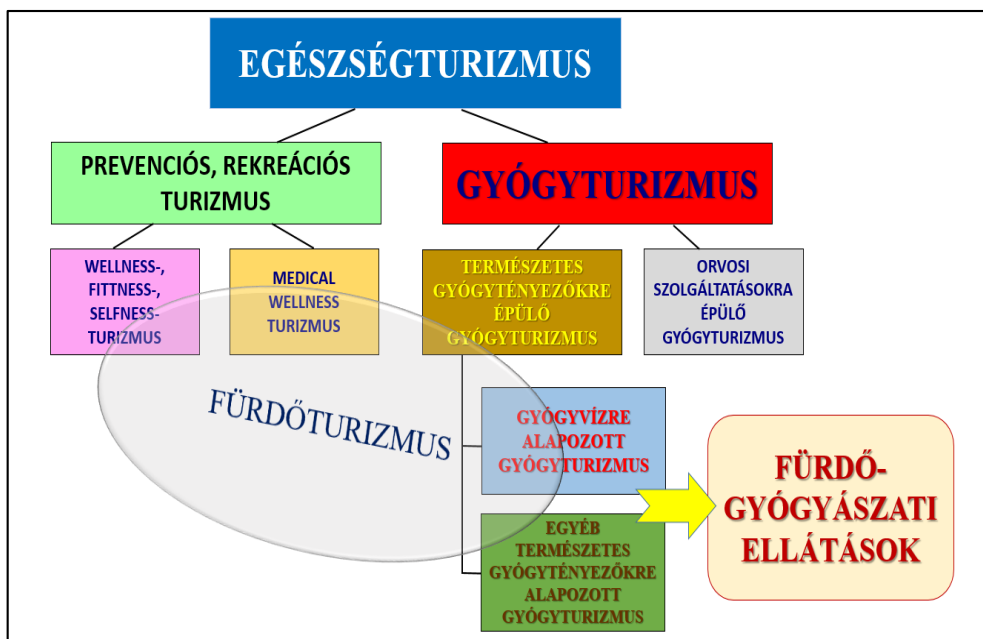 EGÉSZSÉGTURIZMUS
PREVENCIÓS, REKREÁCIÓS
TURIZMUS
GYÓGYTURIZMUS
WELLNESS-,
FITTNESS-,
SELFNESS-
TURIZMUS
MEDICAL
WELLNESS
TURIZMUS
TERMÉSZETES
GYÓGYTÉNYEZŐKRE
ÉPÜLŐ
GYÓGYTURIZMUS
ORVOSI
SZOLGÁLTATÁSOKRA
ÉPÜLŐ
GYÓGYTURIZMUS
FÜRDŐTURIZMUS
GYÓGYVÍZRE
ALAPOZOTT
GYÓGYTURIZMUS
EGYÉB
TERMÉSZETES
GYÓGYTÉNYEZŐKRE
ALAPOZOTT
GYÓGYTURIZMUS
FÜRDŐ-
GYÓGYÁSZATI
ELLÁTÁSOK